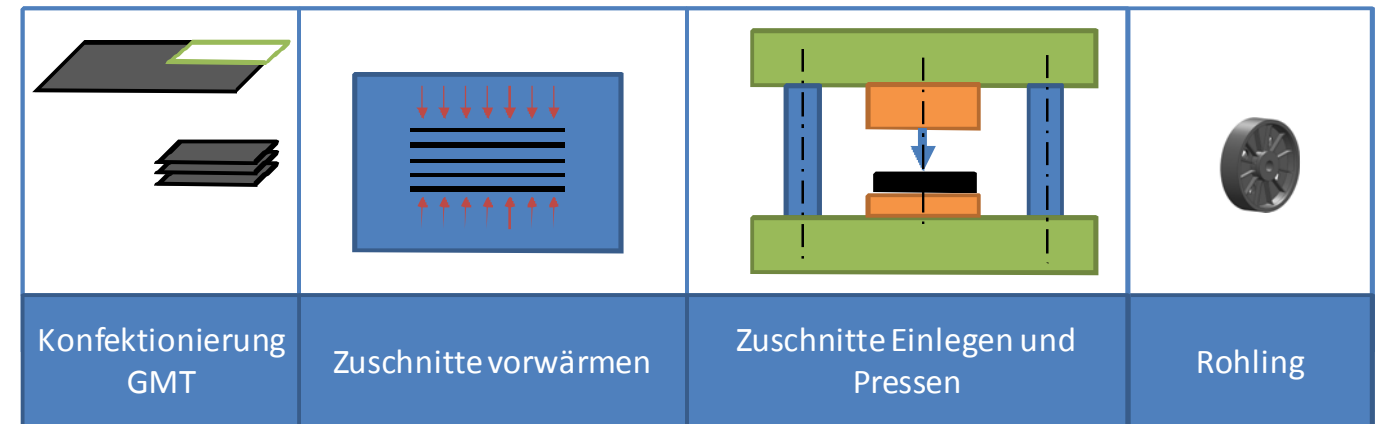 Konfektionierung
GMT
Zuschnitte vorwärmen
Zuschnitte Einlegen und
Pressen
Rohling